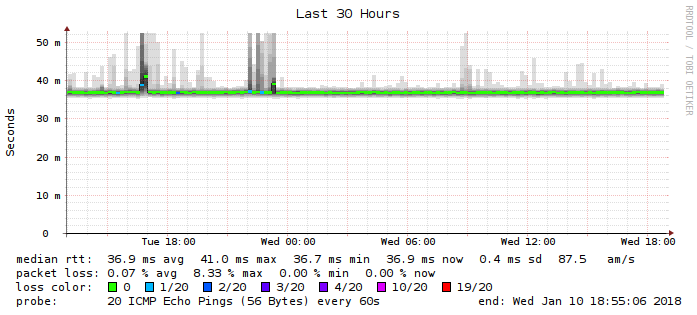 Last 30 Hours
RRDTOOL / TOBI OETIKER
Seconds
50 m
40 m
30 m
20 m
10 m
0
Tue 18:00 Wed 00:00 Wed 06:00 Wed 12:00 Wed 18:00
median rtt: 36.9 ms avg 41.0 ms max 36.7 ms min 36.9 ms now 0.4 ms sd 87.5 am/s
packet loss: 0.07 % avg 8.33 % max 0.00 % min 0.00 % now
loss color: 0 1/20 2/20 3/20 4/20 10/20 19/20
probe: 20 ICMP Echo Pings (56 Bytes) every 60s end: Wed Jan 10 18:55:06 2018